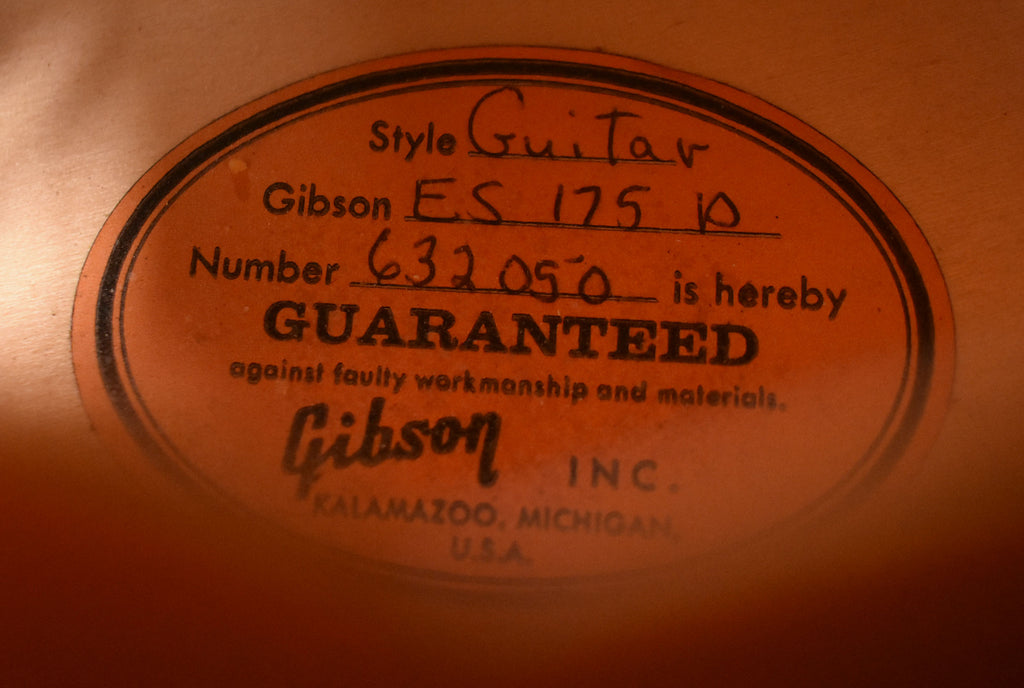 Style Guitar
Gibson ES 175 D
Number 632050 is hereby
GUARANTEED
against faulty workmanship and materials.
Gibson INC.
KALAMAZOO, MICHIGAN,
U.S.A.